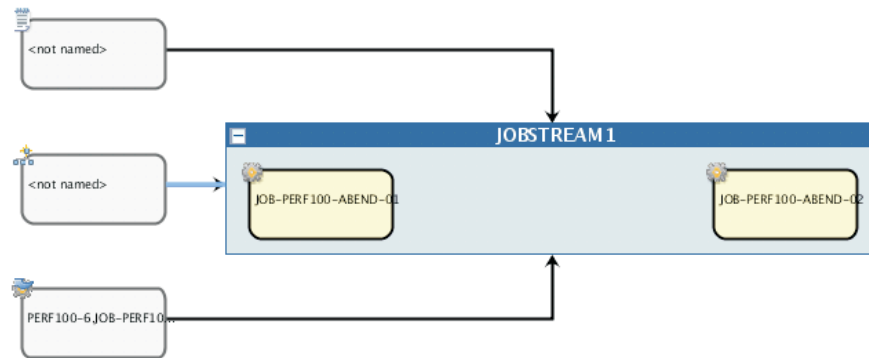 <not named>
JOBSTREAM1
<not named>
JOB-PERF100-ABEND-01
JOB-PERF100-ABEND-02
PERF100-6.JOB-PERF10...